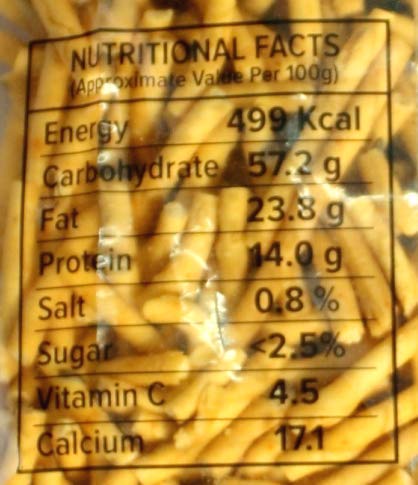 NUTRITIONAL FACTS
(Approximate Value Per 100g)
Energy 499 Kcal
Carbohydrate 57.2 g
Fat 23.8 g
Protein 14.0 g
Salt 0.8 %
Sugar <2.5%
Vitamin C 4.5
Calcium 17.1